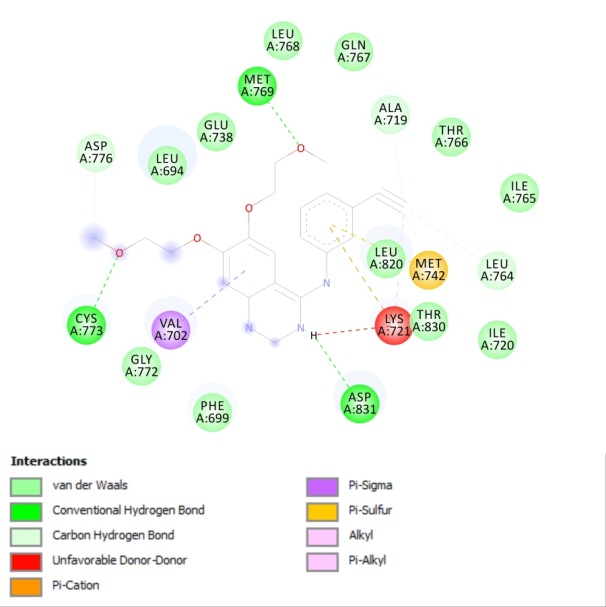 LEU
A:768
GLN
A:767
MET
A:769
ALA
A:719
GLU
A:738
THR
A:766
ASP
A:776
LEU
A:694
O
ILE
A:765
O
O
O
LEU
A:820
MET
A:742
LEU
A:764
N
CYS
A:773
VAL
A:702
N
N
H
LYS
A:721
THR
A:830
ILE
A:720
GLY
A:772
ASP
A:831
PHE
A:699
Interactions
van der Waals
Conventional Hydrogen Bond
Carbon Hydrogen Bond
Unfavorable Donor-Donor
Pi-Cation
Pi-Sigma
Pi-Sulfur
Alkyl
Pi-Alkyl